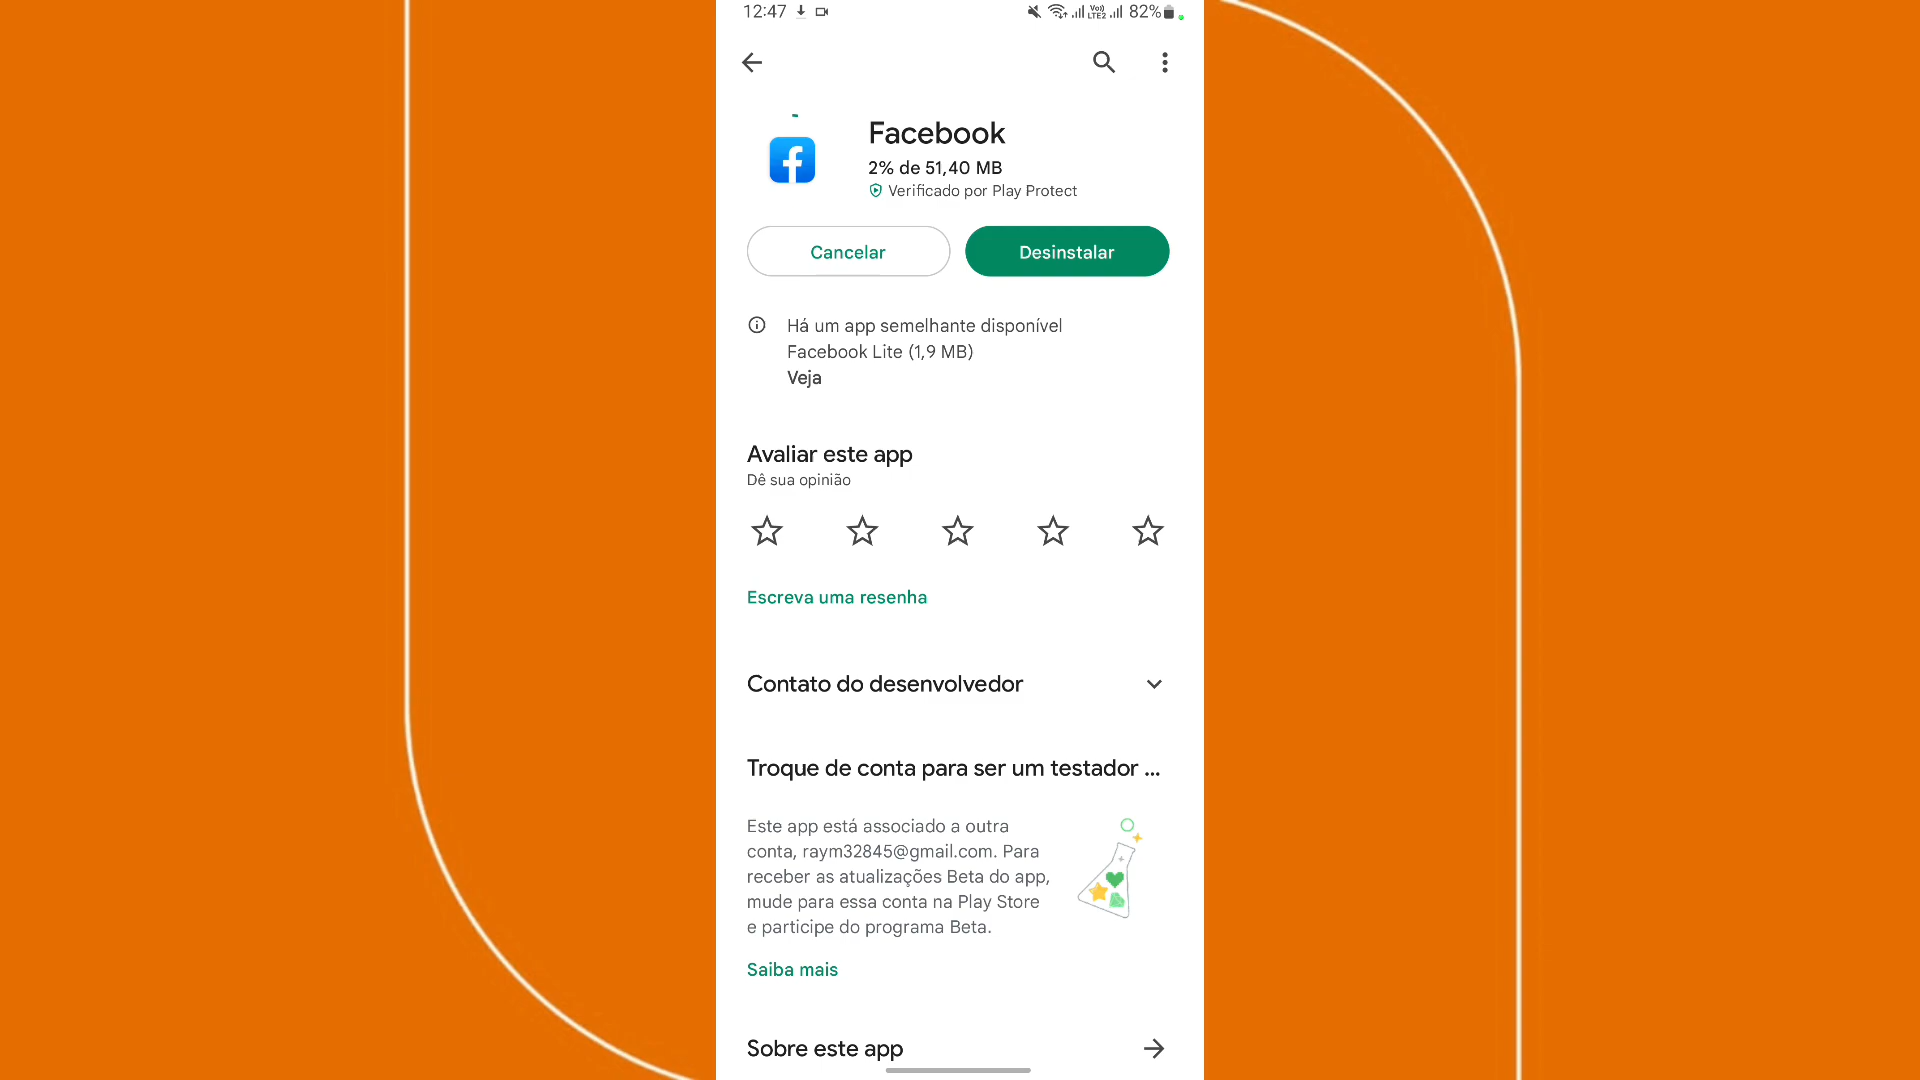 12:47
Vo)) LTE2 82%
Facebook
2% de 51,40 MB
Verificado por Play Protect
Cancelar
Desinstalar
Há um app semelhante disponível
Facebook Lite (1,9 MB)
Veja
Avaliar este app
Dê sua opinião
Escreva uma resenha
Contato do desenvolvedor
Troque de conta para ser um testador ...
Este app está associado a outra
conta, raym32845@gmail.com. Para
receber as atualizações Beta do app,
mude para essa conta na Play Store
e participe do programa Beta.
Saiba mais
Sobre este app